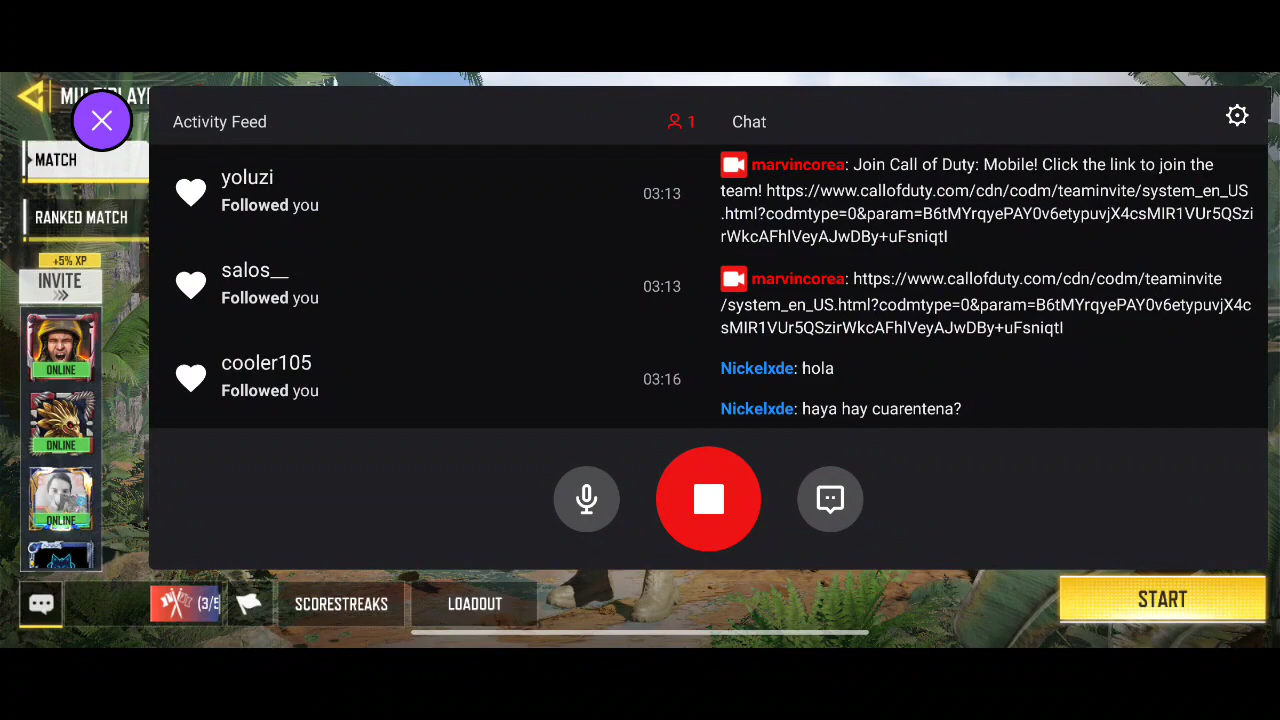 MULTIPLAY
Activity Feed
1
Chat
MATCH
RANKED MATCH
+5% XP
INVITE
ONLINE
ONLINE
ONLINE
yoluzi
Followed you
03:13
salos__
Followed you
03:13
cooler105
Followed you
03:16
marvincorea: Join Call of Duty: Mobile! Click the link to join the
team! https://www.callofduty.com/cdn/codm/teaminvite/system_en_US
.html?codmtype=0&param=B6tMYrqyePAY0v6etypuvjX4csMIR1VUr5QSzi
rWkcAFhlVeyAJwDBy+uFsniqtI
marvincorea: https://www.callofduty.com/cdn/codm/teaminvite
/system_en_US.html?codmtype=0&param=B6tMYrqyePAY0v6etypuvjX4c
sMIR1VUr5QSzirWkcAFhlVeyAJwDBy+uFsniqtI
Nickelxde: hola
Nickelxde: haya hay cuarentena?
(3/5
SCORESTREAKS
LOADOUT
START